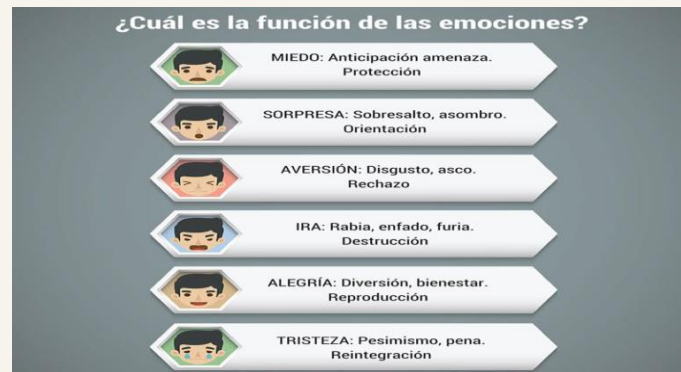 ¿Cuál es la función de las emociones?
MIEDO: Anticipación amenaza.
Protección
SORPRESA: Sobresalto, asombro.
Orientación
AVERSIÓN: Disgusto, asco.
Rechazo
IRA: Rabia, enfado, furia.
Destrucción
ALEGRÍA: Diversión, bienestar.
Reproducción
TRISTEZA: Pesimismo, pena.
Reintegración